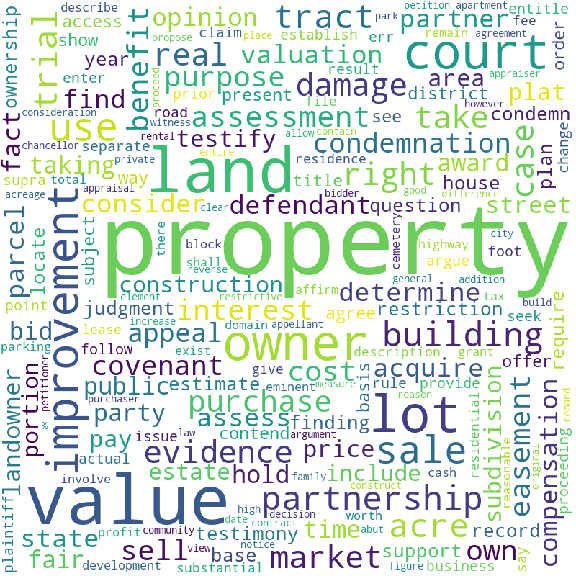 describe access opinion tract partner claim establish err park petition apartment entitle
show year real valuation place remain agreement fee
ownership trial benefit purpose propose appraiser court order
enter prior present result file district see however
find consideration proceed road damage area plat condemn
fact use assessment witness allow contain take change
chancellor separate rental testify residence entire condemnation case plan
taking private supra way land title bidder right award house
acreage total appraisal consider clear good difference street
parcel locate subject there defendant question
block city cemetery highway foot argue
property
point improvement construction shall reverse general addition
element restrictive affirm determine tax build
bid judgment interest agree restriction seek
parking lease increase domain appellant description grant require
petitioner follow exist owner building
appeal give eminent offer
landowner covenant cost acquire
portion public estimate measure basis rule provide
% purchaser party purchase reason lot residential reasonable subdivision easement compensation
assess finding
pay issue law contend argument evidence price sale original record proceeding
actual estate hold include
plaintiff involve value family cash construct
state profit community high decision partnership
testimony date contract worth abut time record
fair sell view base notice market figure support own say
development substantial business